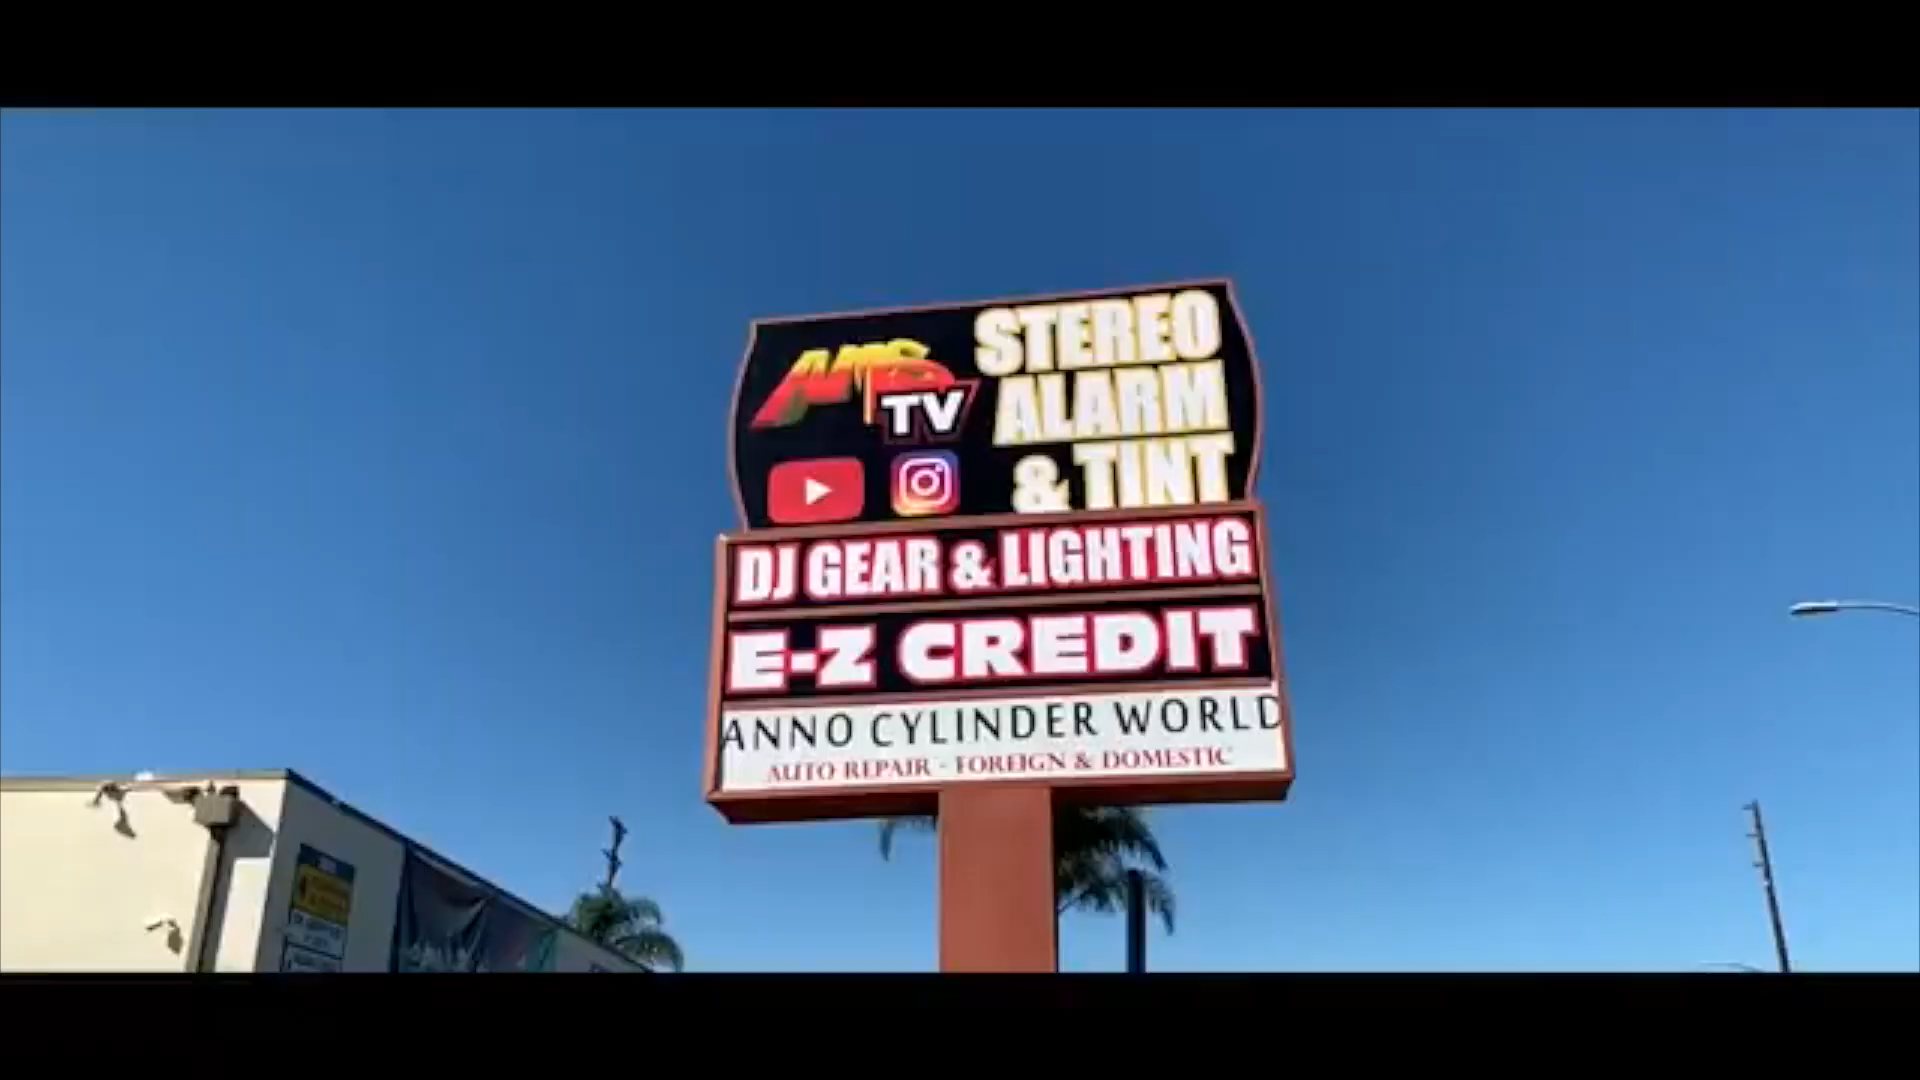 AMS
TV
STEREO
ALARM
& TINT
DJ GEAR & LIGHTING
E-Z CREDIT
ANNO CYLINDER WORLD
AUTO REPAIR - FOREIGN & DOMESTIC